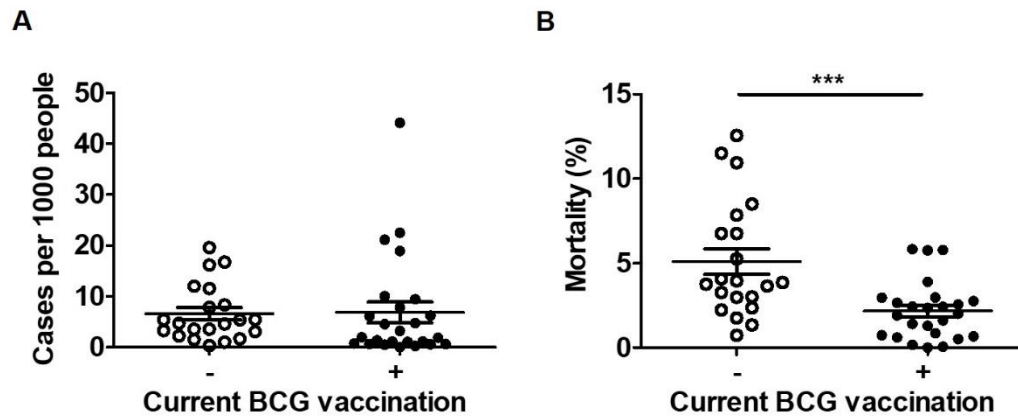 A
B
Cases per 1000 people
50
40
30
20
10
0
-
+
Current BCG vaccination
***
Mortality (%)
15
10
5
0
-
+
Current BCG vaccination